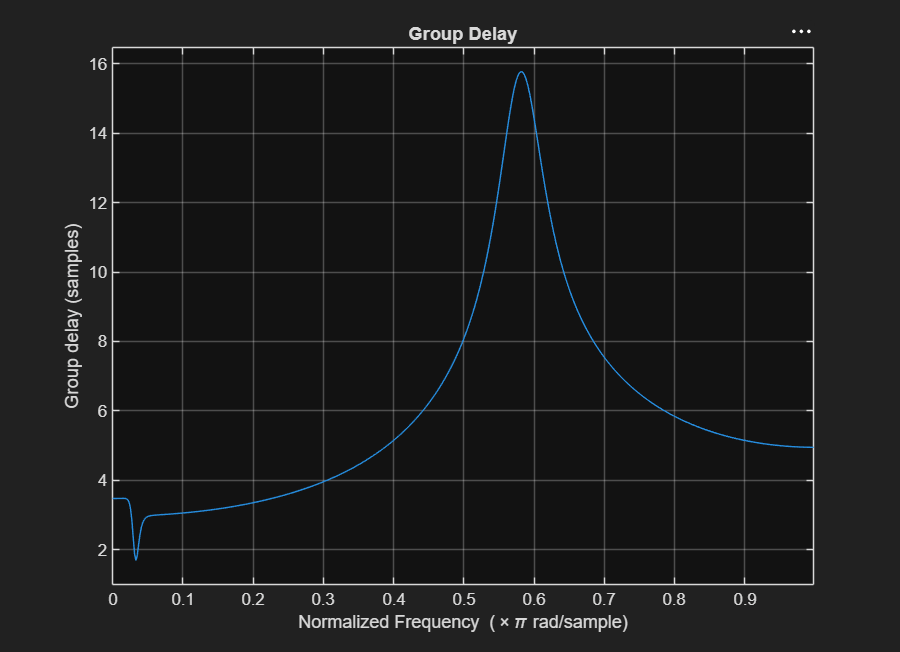 Group Delay
16
14
12
10
8
6
4
2
Group delay (samples)
0 0.1 0.2 0.3 0.4 0.5 0.6 0.7 0.8 0.9
Normalized Frequency ( × π rad/sample)